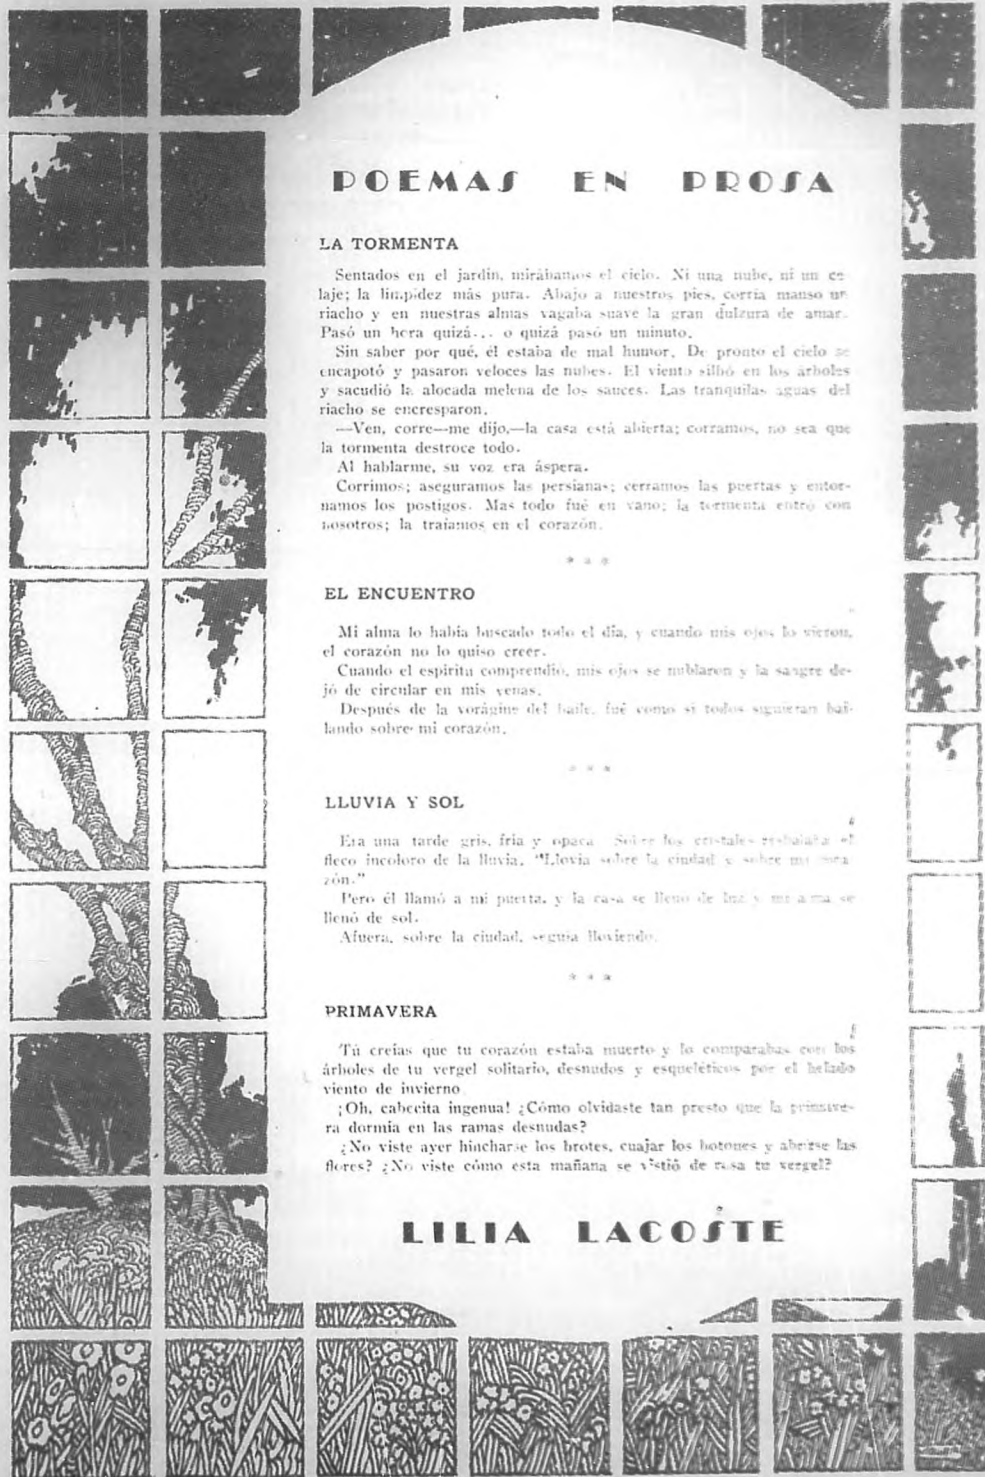 POEMAS EN PROSA
LA TORMENTA
Sentados en el jardín, mirábamos el cielo. Ni una nube, ni un ce-
laje; la limpidez más pura. Abajo a nuestros pies, corría manso un
riacho y en nuestras almas vagaba suave la gran dulzura de amar.
Pasó un hora quizá... o quizá pasó un minuto.
Sin saber por qué, él estaba de mal humor. De pronto el cielo se
encapotó y pasaron veloces las nubes. El viento silbó en los árboles
y sacudió la alocada melena de los sauces. Las tranquilas aguas del
riacho se encresparon.
—Ven, corre—me dijo,—la casa está abierta; corramos, no sea que
la tormenta destroce todo.
Al hablarme, su voz era áspera.
Corrimos; aseguramos las persianas; cerramos las puertas y entor-
namos los postigos. Mas todo fué en vano; la tormenta entró con
nosotros; la traíamos en el corazón.
* * *
EL ENCUENTRO
Mi alma lo había buscado todo el día, y cuando mis ojos lo vieron,
el corazón no lo quiso creer.
Cuando el espíritu comprendió, mis ojos se nublaron y la sangre de-
jó de circular en mis venas.
Después de la vorágine del baile, fué como si todos siguieran bai-
lando sobre mi corazón.
* * *
LLUVIA Y SOL
Era una tarde gris, fría y opaca. Sobre los cristales resbalaba el
fleco incoloro de la lluvia. "Llovía sobre la ciudad y sobre mi cora
zón."
Pero él llamó a mi puerta, y la casa se llenó de luz y mi alma se
llenó de sol.
Afuera, sobre la ciudad, seguía lloviendo.
* * *
PRIMAVERA
Tú creías que tu corazón estaba muerto y lo comparabas con los
árboles de tu vergel solitario, desnudos y esqueléticos por el helado
viento de invierno
¡Oh, cabecita ingenua! ¿Cómo olvidaste tan presto que la primave-
ra dormía en las ramas desnudas?
¿No viste ayer hincharse los brotes, cuajar los botones y abrirse las
flores? ¿No viste cómo esta mañana se vistió de rosa tu vergel?
LILIA LACOSTE